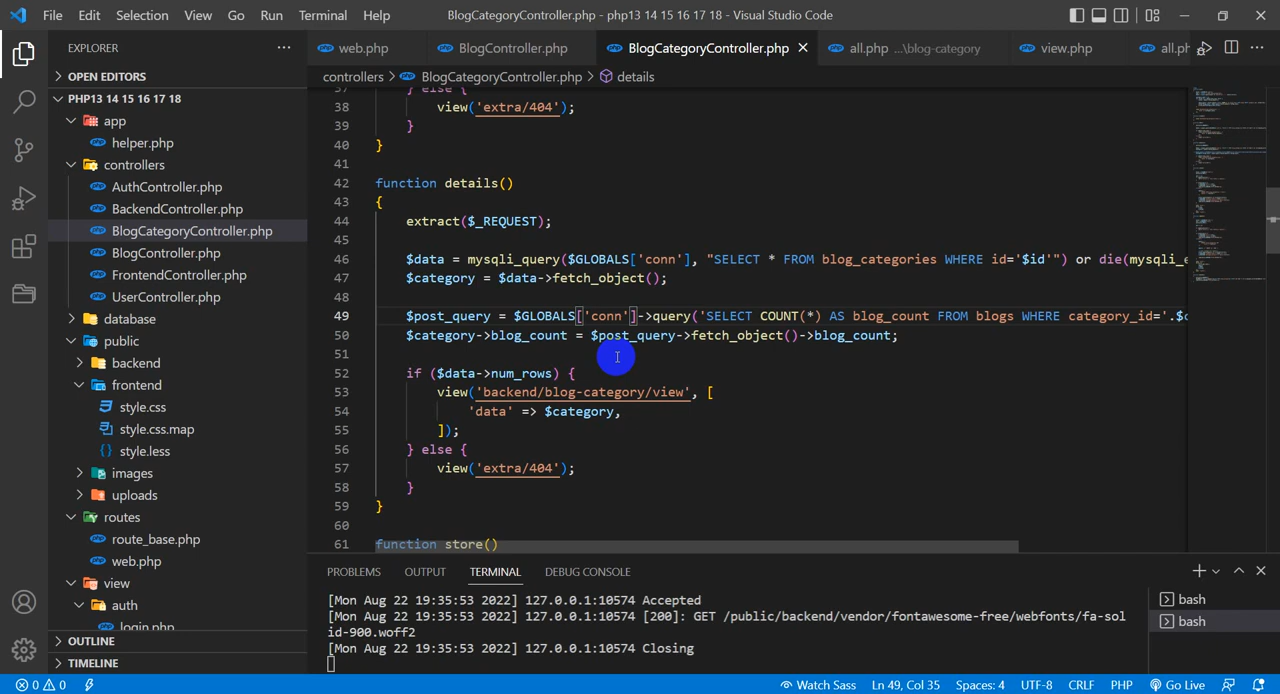 File Edit Selection View Go Run Terminal Help
BlogCategoryController.php - php13 14 15 16 17 18 - Visual Studio Code
EXPLORER
OPEN EDITORS
PHP13 14 15 16 17 18
app
helper.php
controllers
AuthController.php
BackendController.php
BlogCategoryController.php
BlogController.php
FrontendController.php
UserController.php
database
public
backend
frontend
style.css
style.css.map
style.less
images
uploads
routes
route_base.php
web.php
view
auth
login.php
OUTLINE
TIMELINE
web.php BlogController.php BlogCategoryController.php all.php ...\blog-category view.php all.ph
controllers > BlogCategoryController.php > details
37 } else {
38 view('extra/404');
39 }
40 }
41
42 function details()
43 {
44 extract($_REQUEST);
45
46 $data = mysqli_query($GLOBALS['conn'], "SELECT * FROM blog_categories WHERE id='$id'") or die(mysqli_e
47 $category = $data->fetch_object();
48
49 $post_query = $GLOBALS['conn']->query('SELECT COUNT(*) AS blog_count FROM blogs WHERE category_id='.$c
50 $category->blog_count = $post_query->fetch_object()->blog_count;
51
52 if ($data->num_rows) {
53 view('backend/blog-category/view', [
54 'data' => $category,
55 ]);
56 } else {
57 view('extra/404');
58 }
59 }
60
61 function store()
PROBLEMS OUTPUT TERMINAL DEBUG CONSOLE
[Mon Aug 22 19:35:53 2022] 127.0.0.1:10574 Accepted
[Mon Aug 22 19:35:53 2022] 127.0.0.1:10574 [200]: GET /public/backend/vendor/fontawesome-free/webfonts/fa-sol
id-900.woff2
[Mon Aug 22 19:35:53 2022] 127.0.0.1:10574 Closing
bash
bash
0 0 Watch Sass Ln 49, Col 35 Spaces: 4 UTF-8 CRLF PHP Go Live